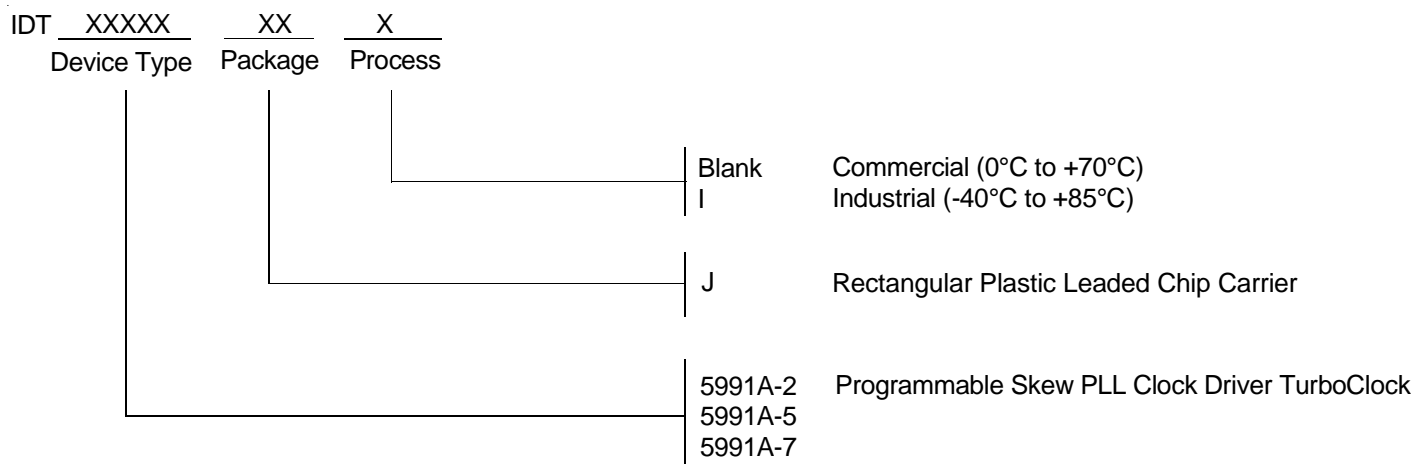 IDT XXXXX XX X
Device Type Package Process
Blank Commercial (0°C to +70°C)
I Industrial (-40°C to +85°C)
J Rectangular Plastic Leaded Chip Carrier
5991A-2 Programmable Skew PLL Clock Driver TurboClock
5991A-5
5991A-7